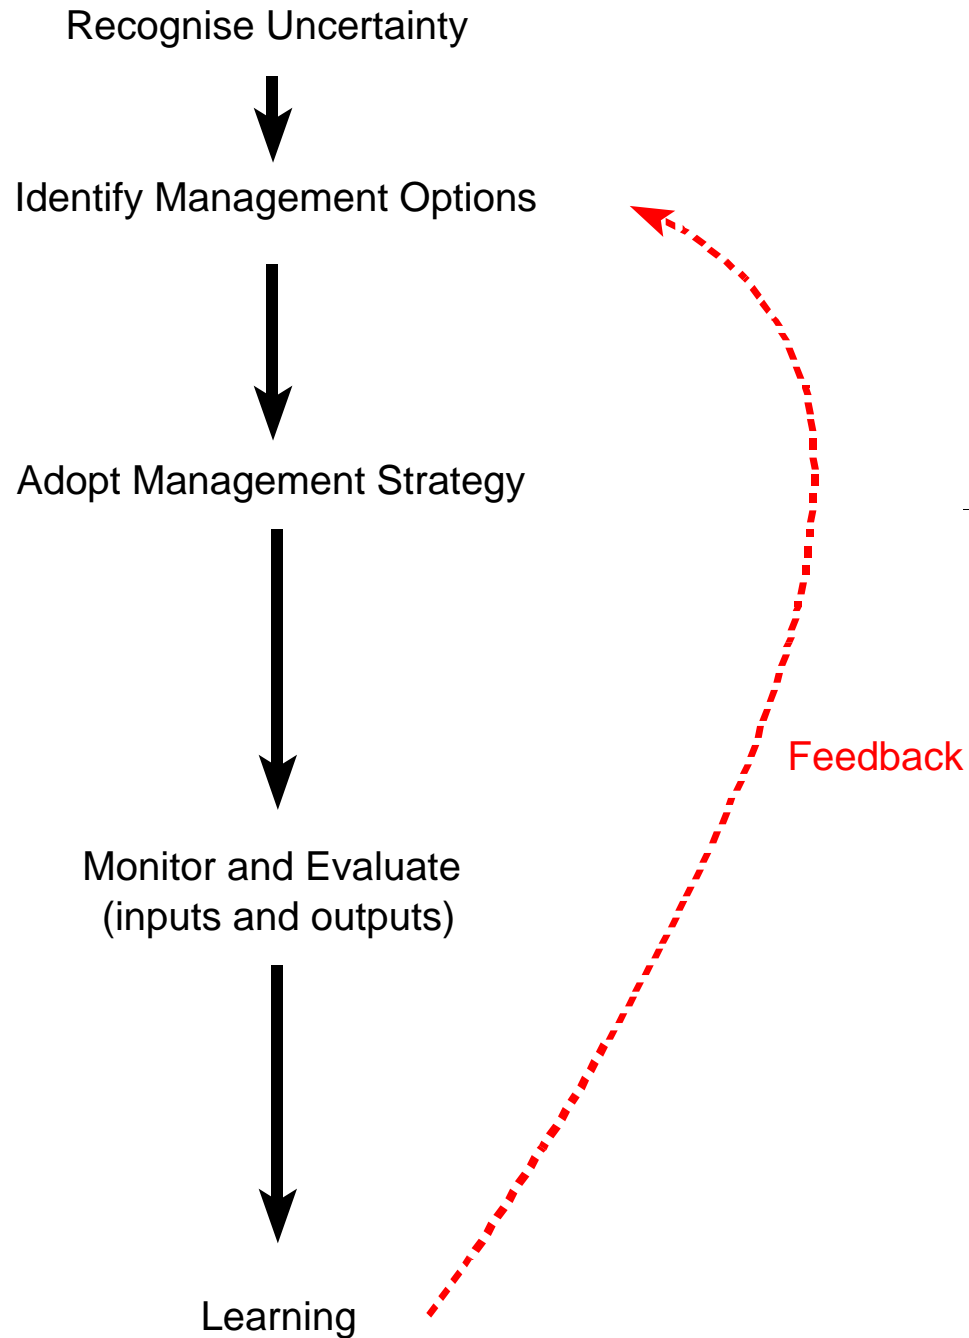 Recognise Uncertainty
Identify Management Options
Adopt Management Strategy
Feedback
Monitor and Evaluate
(inputs and outputs)
Learning